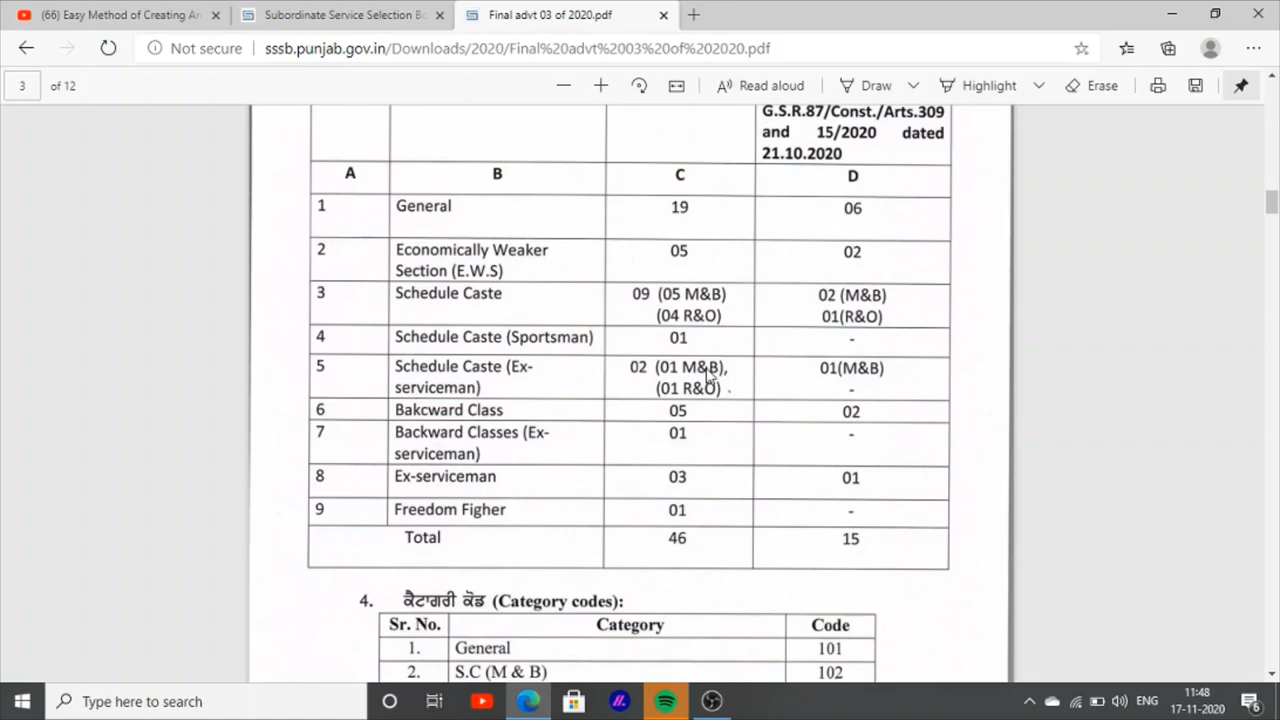 (66) Easy Method of Creating Ar
Subordinate Service Selection Bo
Final advt 03 of 2020.pdf
Not secure
sssb.punjab.gov.in/Downloads/2020/Final%20advt%2003%20of%202020.pdf
3 of 12
Read aloud
Draw
Highlight
Erase
G.S.R.87/Const./Arts.309
and 15/2020 dated
21.10.2020
A B C D
1 General 19 06
2 Economically Weaker 05 02
Section (E.W.S)
3 Schedule Caste 09 (05 M&B) 02 (M&B)
(04 R&O) 01(R&O)
4 Schedule Caste (Sportsman) 01 -
5 Schedule Caste (Ex- 02 (01 M&B), 01(M&B)
serviceman) (01 R&O) . -
6 Bakcward Class 05 02
7 Backward Classes (Ex- 01 -
serviceman)
8 Ex-serviceman 03 01
9 Freedom Figher 01 -
Total 46 15
4. ਕੈਟਾਗਰੀ ਕੋਡ (Category codes):
Sr. No. Category Code
1. General 101
2. S.C (M & B) 102
Type here to search
ENG
11:48
17-11-2020
6